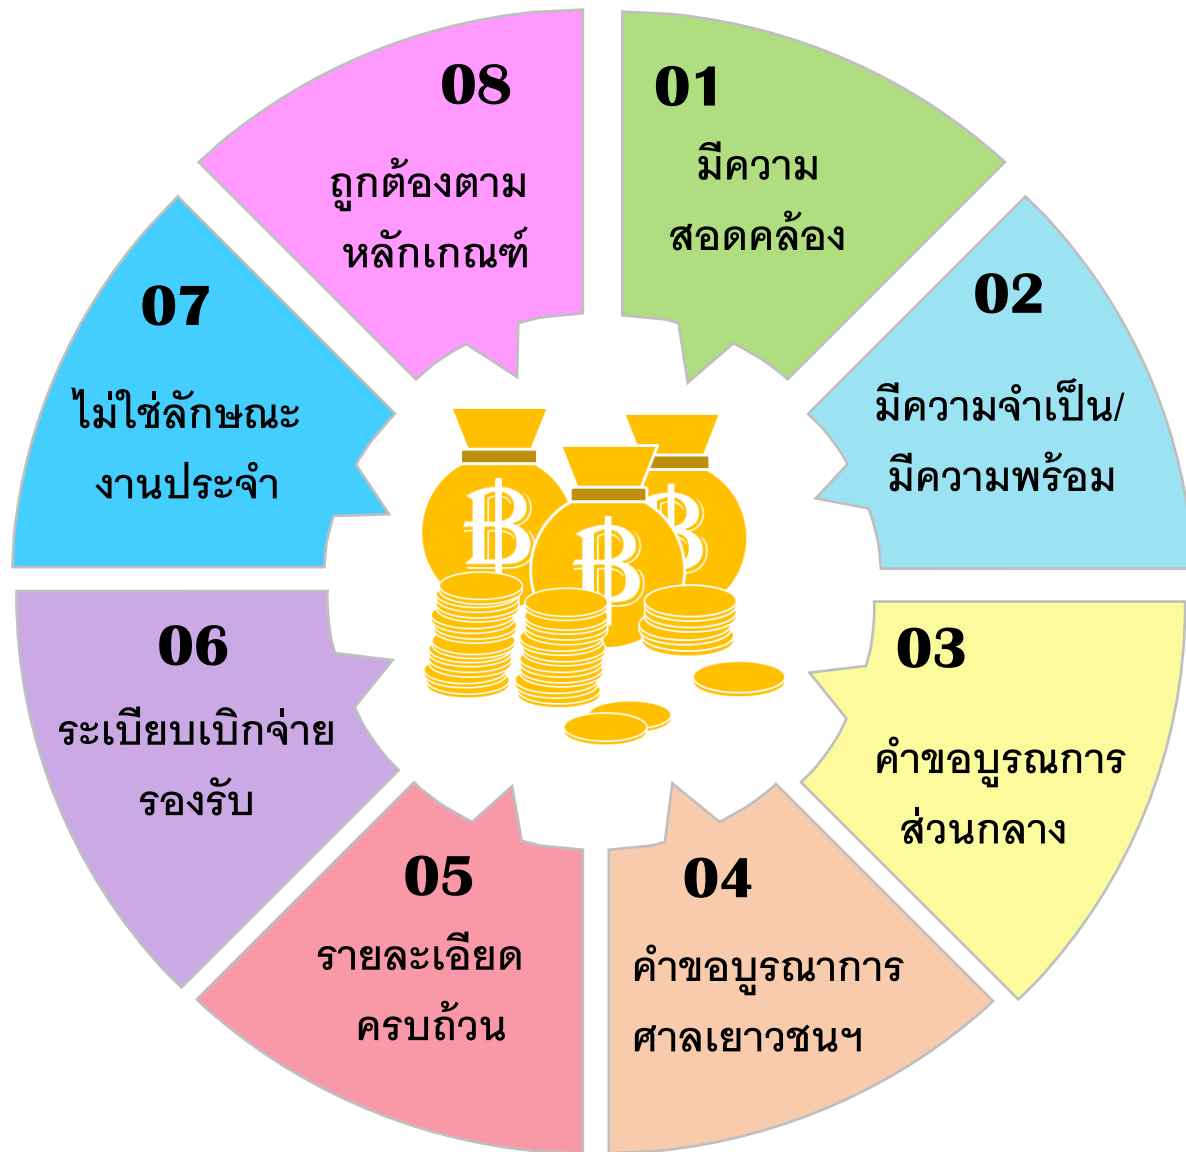 01
มีความ
สอดคล้อง
02
มีความจำเป็น/
มีความพร้อม
03
คำขอบูรณการ
ส่วนกลาง
04
คำขอบูรณาการ
ศาลเยาวชนฯ
05
รายละเอียด
ครบถ้วน
06
ระเบียบเบิกจ่าย
รองรับ
07
ไม่ใช่ลักษณะ
งานประจำ
08
ถูกต้องตาม
หลักเกณฑ์
฿
฿
฿